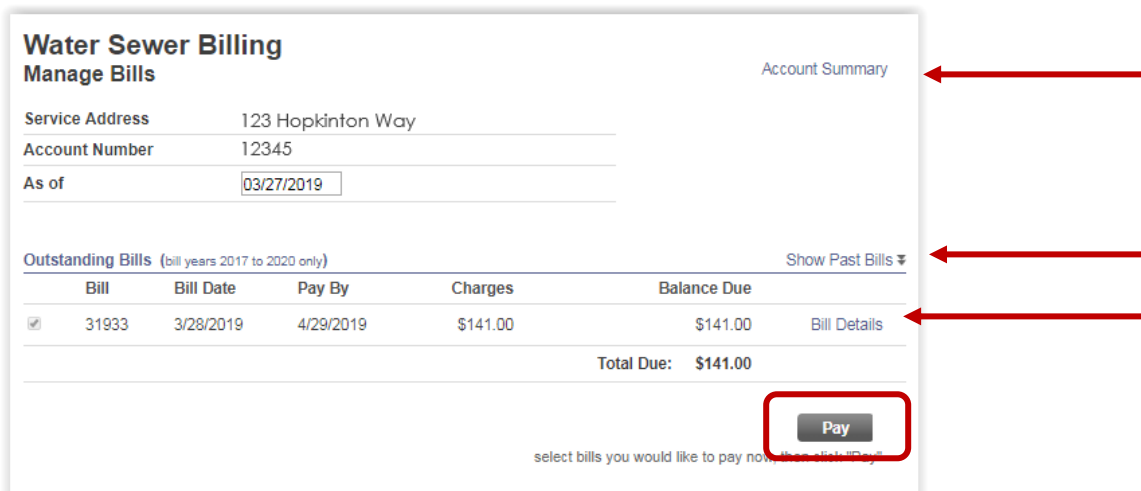 Water Sewer Billing
Manage Bills
Account Summary
Service Address 123 Hopkinton Way
Account Number 12345
As of 03/27/2019
Outstanding Bills (bill years 2017 to 2020 only) Show Past Bills
Bill Bill Date Pay By Charges Balance Due
31933 3/28/2019 4/29/2019 $141.00 $141.00 Bill Details
Total Due: $141.00
Pay
select bills you would like to pay now, then click "Pay"